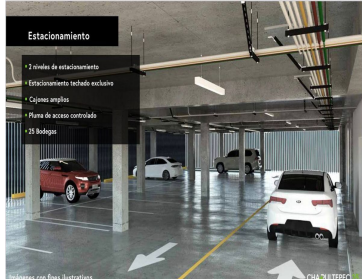 Estacionamiento
2 niveles de estacionamiento
Estacionamiento techado exclusivo
Cajones amplios
Pluma de acceso controlado
25 Bodegas
Imágenes con fines ilustrativos
CHAPULTEPEC